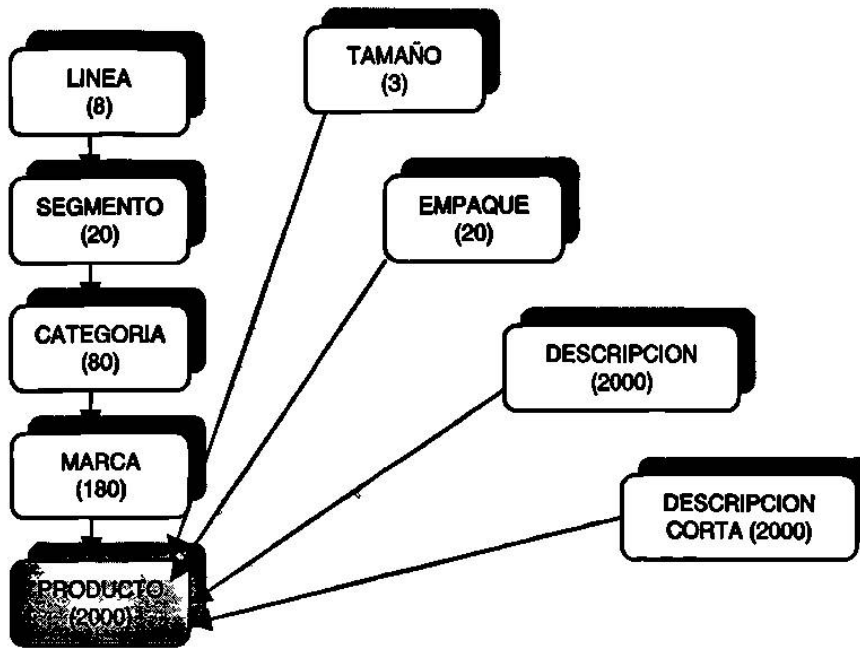 LINEA
(8)
TAMAÑO
(3)
SEGMENTO
(20)
EMPAQUE
(20)
CATEGORIA
(80)
DESCRIPCION
(2000)
MARCA
(180)
DESCRIPCION
CORTA (2000)
PRODUCTO
(2000)